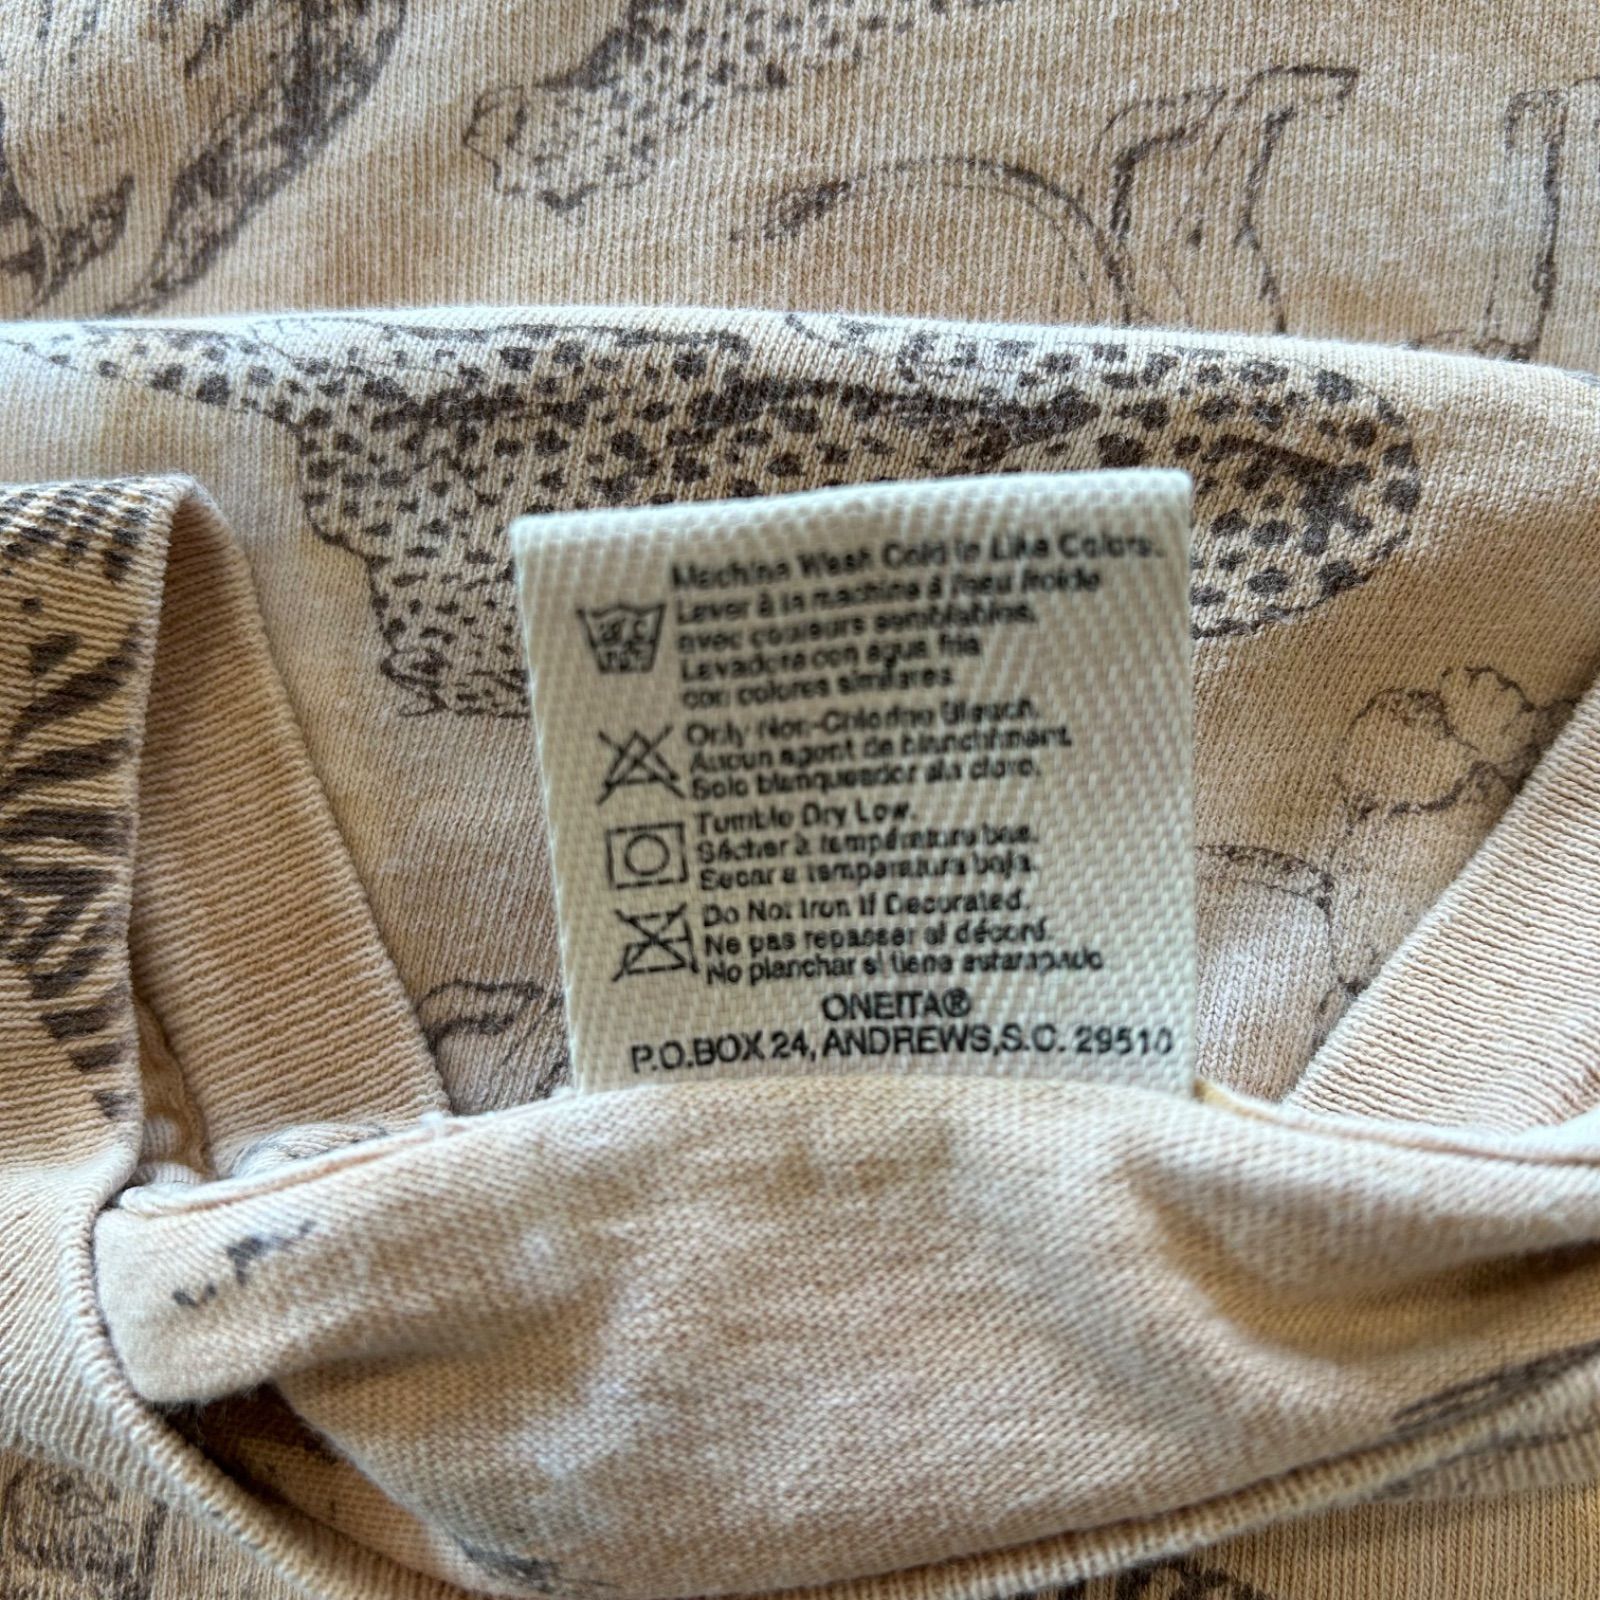 Machine Wash Cold in Like Colors.
Laver à la machine à l'eau froide
avec couleurs semblables.
Lavadora con agua fria
con colores similares
Only Non-Chlorine Bleach.
Aucun agent de blanchiment.
Solo blanqueador sin cloro.
Tumble Dry Low.
Sécher à température basse.
Secar a temparatura baja.
Do Not Iron If Decorated.
Ne pas repasser si décoré.
No planchar si tiene estampado
ONEITA®
P.O.BOX 24, ANDREWS, S.C. 29510